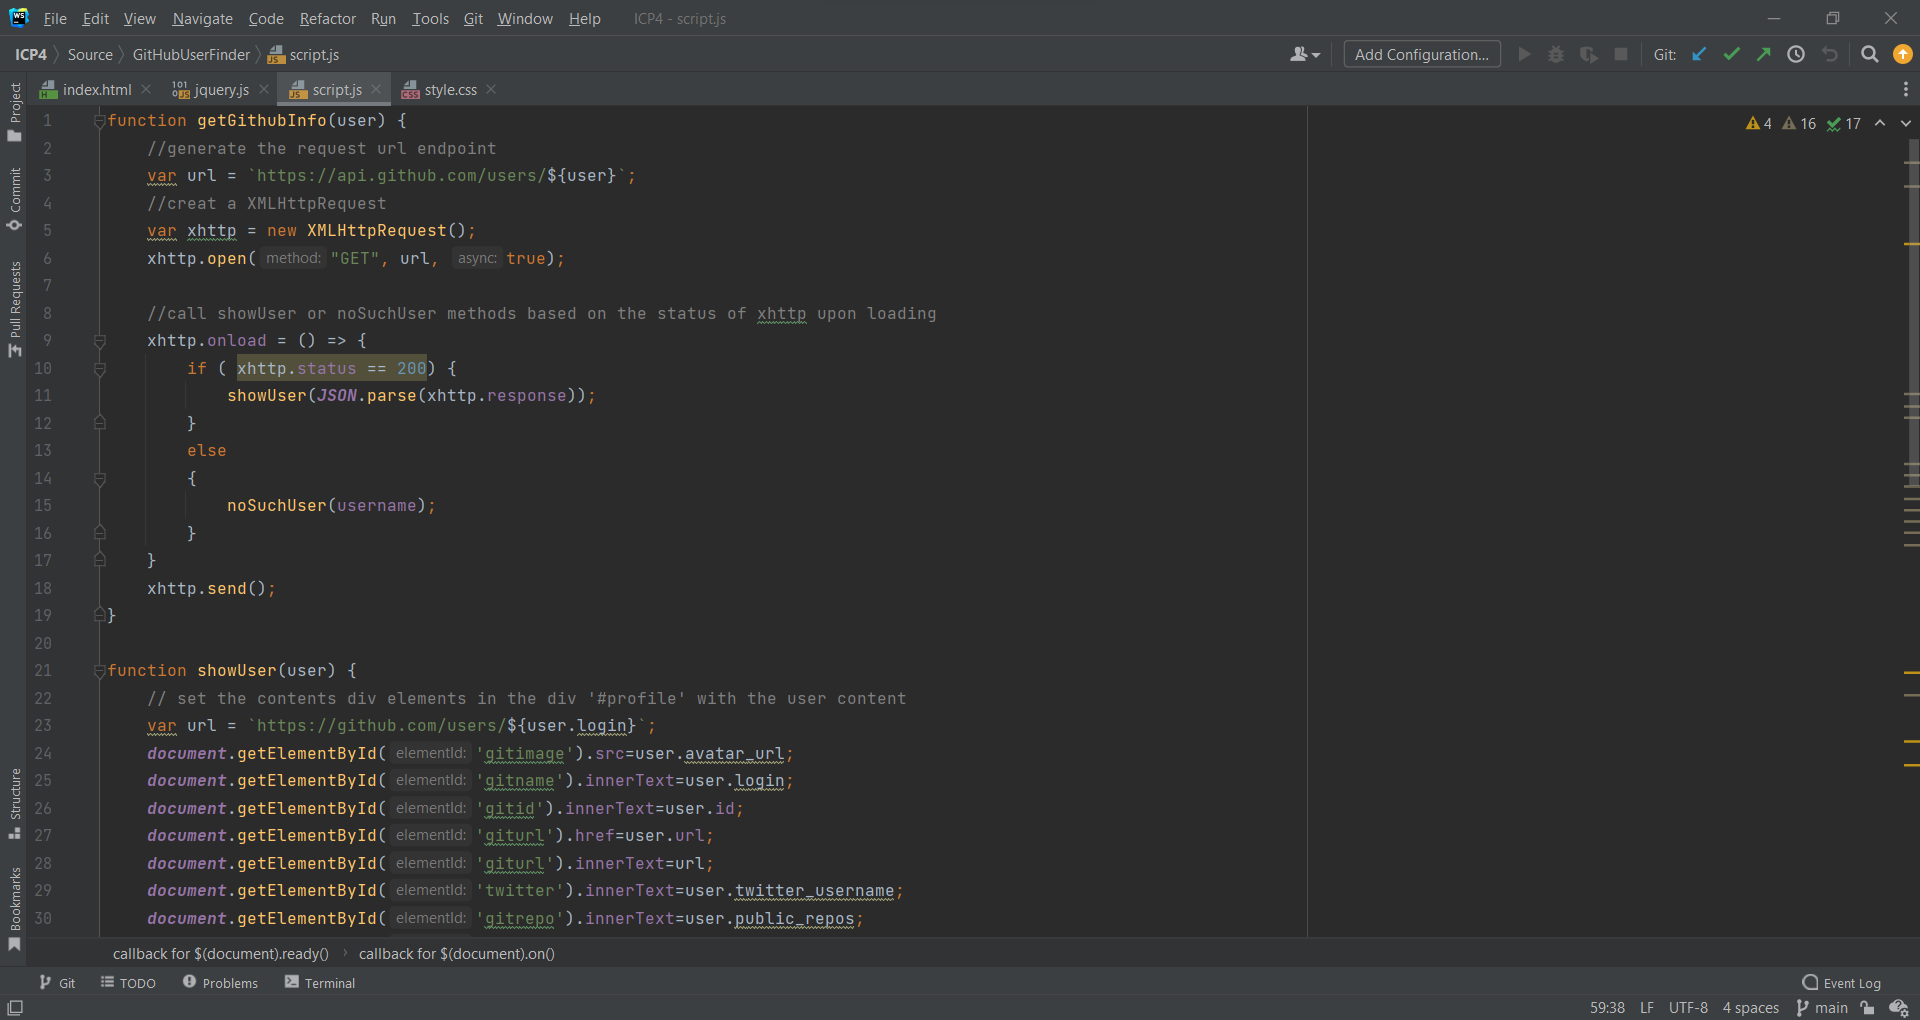 WS File Edit View Navigate Code Refactor Run Tools Git Window Help ICP4 - script.js
ICP4 Source GitHubUserFinder script.js Add Configuration... Git:
index.html jquery.js script.js style.css
Project
Commit
Pull Requests
Structure
Bookmarks
4 16 17
1 function getGithubInfo(user) {
2 //generate the request url endpoint
3 var url = `https://api.github.com/users/${user}`;
4 //creat a XMLHttpRequest
5 var xhttp = new XMLHttpRequest();
6 xhttp.open( method: "GET", url, async: true);
7
8 //call showUser or noSuchUser methods based on the status of xhttp upon loading
9 xhttp.onload = () => {
10 if ( xhttp.status == 200) {
11 showUser(JSON.parse(xhttp.response));
12 }
13 else
14 {
15 noSuchUser(username);
16 }
17 }
18 xhttp.send();
19 }
20
21 function showUser(user) {
22 // set the contents div elements in the div '#profile' with the user content
23 var url = `https://github.com/users/${user.login}`;
24 document.getElementById( elementId: 'gitimage').src=user.avatar_url;
25 document.getElementById( elementId: 'gitname').innerText=user.login;
26 document.getElementById( elementId: 'gitid').innerText=user.id;
27 document.getElementById( elementId: 'giturl').href=user.url;
28 document.getElementById( elementId: 'giturl').innerText=url;
29 document.getElementById( elementId: 'twitter').innerText=user.twitter_username;
30 document.getElementById( elementId: 'gitrepo').innerText=user.public_repos;
callback for $(document).ready() callback for $(document).on()
Git TODO Problems Terminal Event Log
59:38 LF UTF-8 4 spaces main